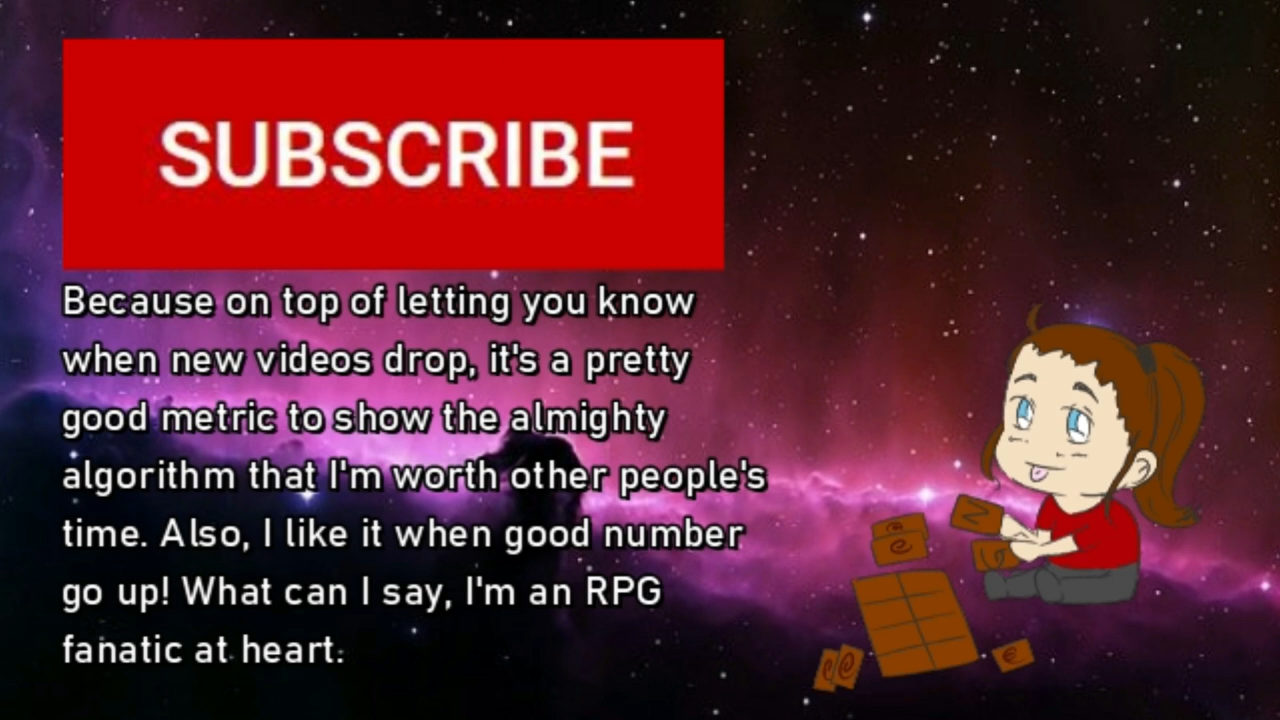 SUBSCRIBE
Because on top of letting you know
when new videos drop, it's a pretty
good metric to show the almighty
algorithm that I'm worth other people's
time. Also, I like it when good number
go up! What can I say, I'm an RPG
fanatic at heart.